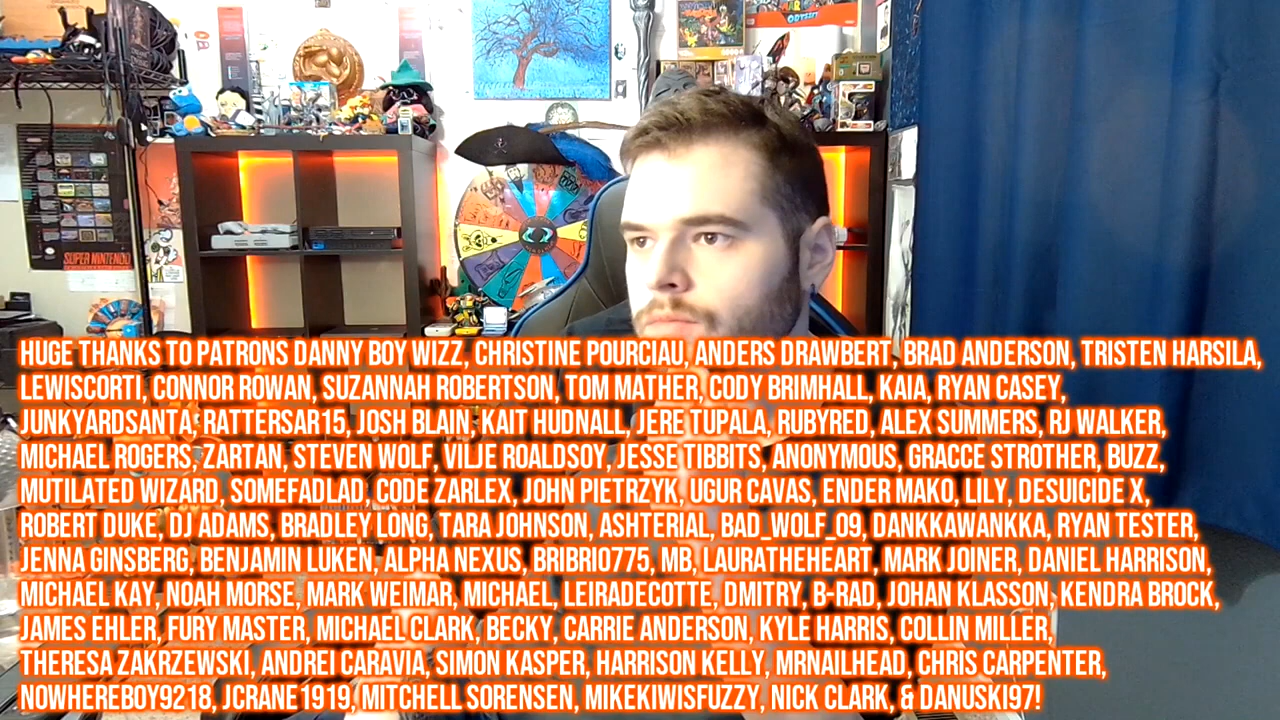 ODYSSEY
SUPER NINTENDO
HUGE THANKS TO PATRONS DANNY BOY WIZZ, CHRISTINE POURCIAU, ANDERS DRAWBERT, BRAD ANDERSON, TRISTEN HARSILA,
LEWISCORTI, CONNOR ROWAN, SUZANNAH ROBERTSON, TOM MATHER, CODY BRIMHALL, KAIA, RYAN CASEY,
JUNKYARDSANTA, RATTERSAR15, JOSH BLAIN, KAIT HUDNALL, JERE TUPALA, RUBYRED, ALEX SUMMERS, RJ WALKER,
MICHAEL ROGERS, ZARTAN, STEVEN WOLF, VILJE ROALDSOY, JESSE TIBBITS, ANONYMOUS, GRACCE STROTHER, BUZZ,
MUTILATED WIZARD, SOMEFADLAD, CODE ZARLEX, JOHN PIETRZYK, UGUR CAVAS, ENDER MAKO, LILY, DESUICIDE X,
ROBERT DUKE, DJ ADAMS, BRADLEY LONG, TARA JOHNSON, ASHTERIAL, BAD_WOLF_09, DANKKAWANKKA, RYAN TESTER,
JENNA GINSBERG, BENJAMIN LUKEN, ALPHA NEXUS, BRIBRI0775, MB, LAURATHEHEART, MARK JOINER, DANIEL HARRISON,
MICHAEL KAY, NOAH MORSE, MARK WEIMAR, MICHAEL, LEIRADECOTTE, DMITRY, B-RAD, JOHAN KLASSON, KENDRA BROCK,
JAMES EHLER, FURY MASTER, MICHAEL CLARK, BECKY, CARRIE ANDERSON, KYLE HARRIS, COLLIN MILLER,
THERESA ZAKRZEWSKI, ANDREI CARAVIA, SIMON KASPER, HARRISON KELLY, MRNAILHEAD, CHRIS CARPENTER,
NOWHEREBOY9218, JCRANE1919, MITCHELL SORENSEN, MIKEKIWISFUZZY, NICK CLARK, & DANUSKI97!